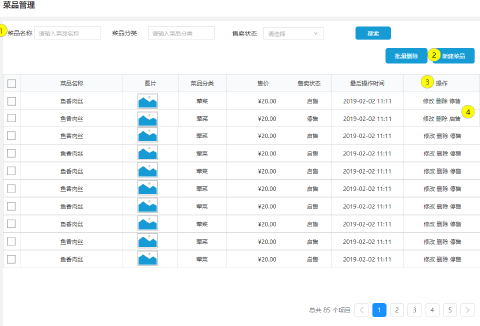 菜品管理
1 菜品名称 请输入菜品名称 菜品分类 请输入菜品分类 售卖状态 请选择 搜索
批量删除 2 新建菜品
菜品名称 图片 菜品分类 售价 售卖状态 最后操作时间 3 操作
鱼香肉丝 荤菜 ¥20.00 启售 2019-02-02 11:11 修改 删除 停售
4
鱼香肉丝 荤菜 ¥20.00 停售 2019-02-02 11:11 修改 删除 启售
鱼香肉丝 荤菜 ¥20.00 启售 2019-02-02 11:11 修改 删除 停售
鱼香肉丝 荤菜 ¥20.00 启售 2019-02-02 11:11 修改 删除 停售
鱼香肉丝 荤菜 ¥20.00 启售 2019-02-02 11:11 修改 删除 停售
鱼香肉丝 荤菜 ¥20.00 启售 2019-02-02 11:11 修改 删除 停售
鱼香肉丝 荤菜 ¥20.00 启售 2019-02-02 11:11 修改 删除 停售
鱼香肉丝 荤菜 ¥20.00 启售 2019-02-02 11:11 修改 删除 停售
鱼香肉丝 荤菜 ¥20.00 启售 2019-02-02 11:11 修改 删除 停售
鱼香肉丝 荤菜 ¥20.00 启售 2019-02-02 11:11 修改 删除 停售
总共 85 个项目 < 1 2 3 4 5 >